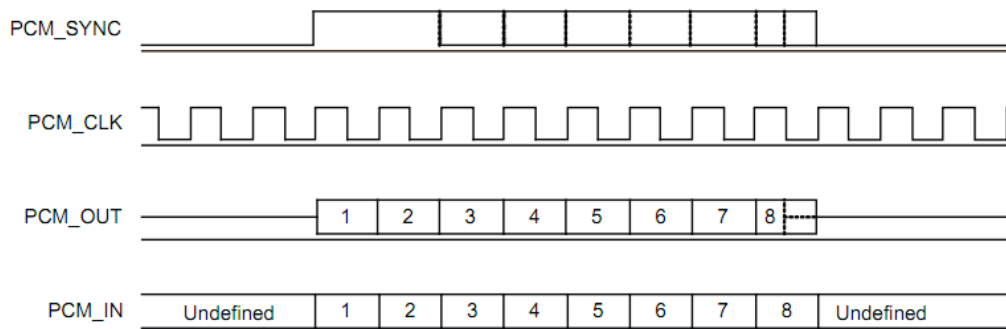 PCM_SYNC
PCM_CLK
PCM_OUT 1 2 3 4 5 6 7 8
PCM_IN Undefined 1 2 3 4 5 6 7 8 Undefined